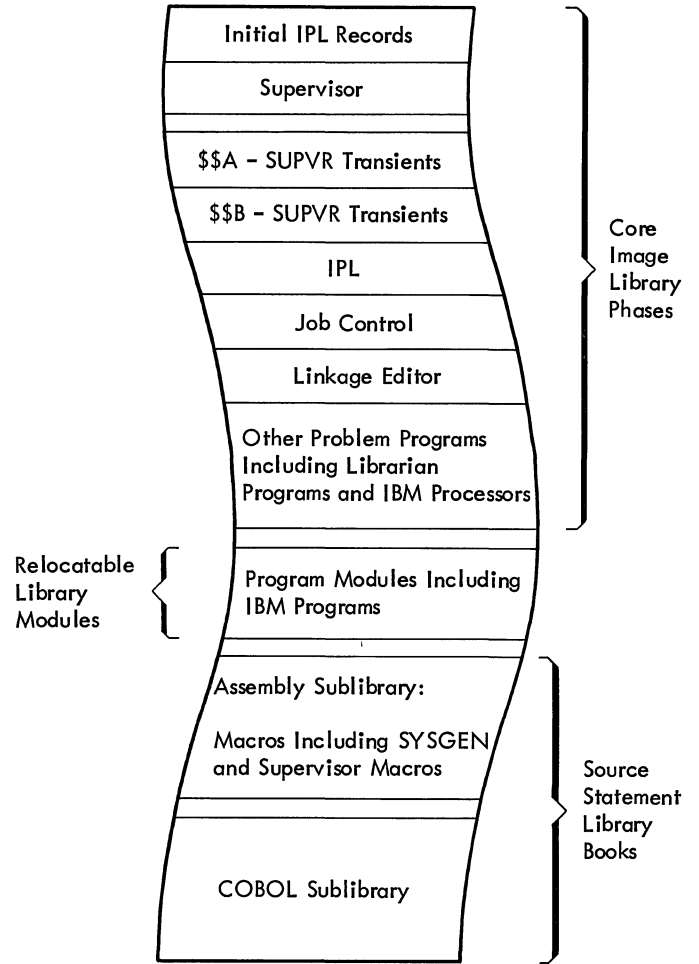 Initial IPL Records
Supervisor
$$A - SUPVR Transients
$$B - SUPVR Transients
IPL
Job Control
Linkage Editor
Other Problem Programs
Including Librarian
Programs and IBM Processors
Core
Image
Library
Phases
Program Modules Including
IBM Programs
Relocatable
Library
Modules
Assembly Sublibrary:
Macros Including SYSGEN
and Supervisor Macros
COBOL Sublibrary
Source
Statement
Library
Books